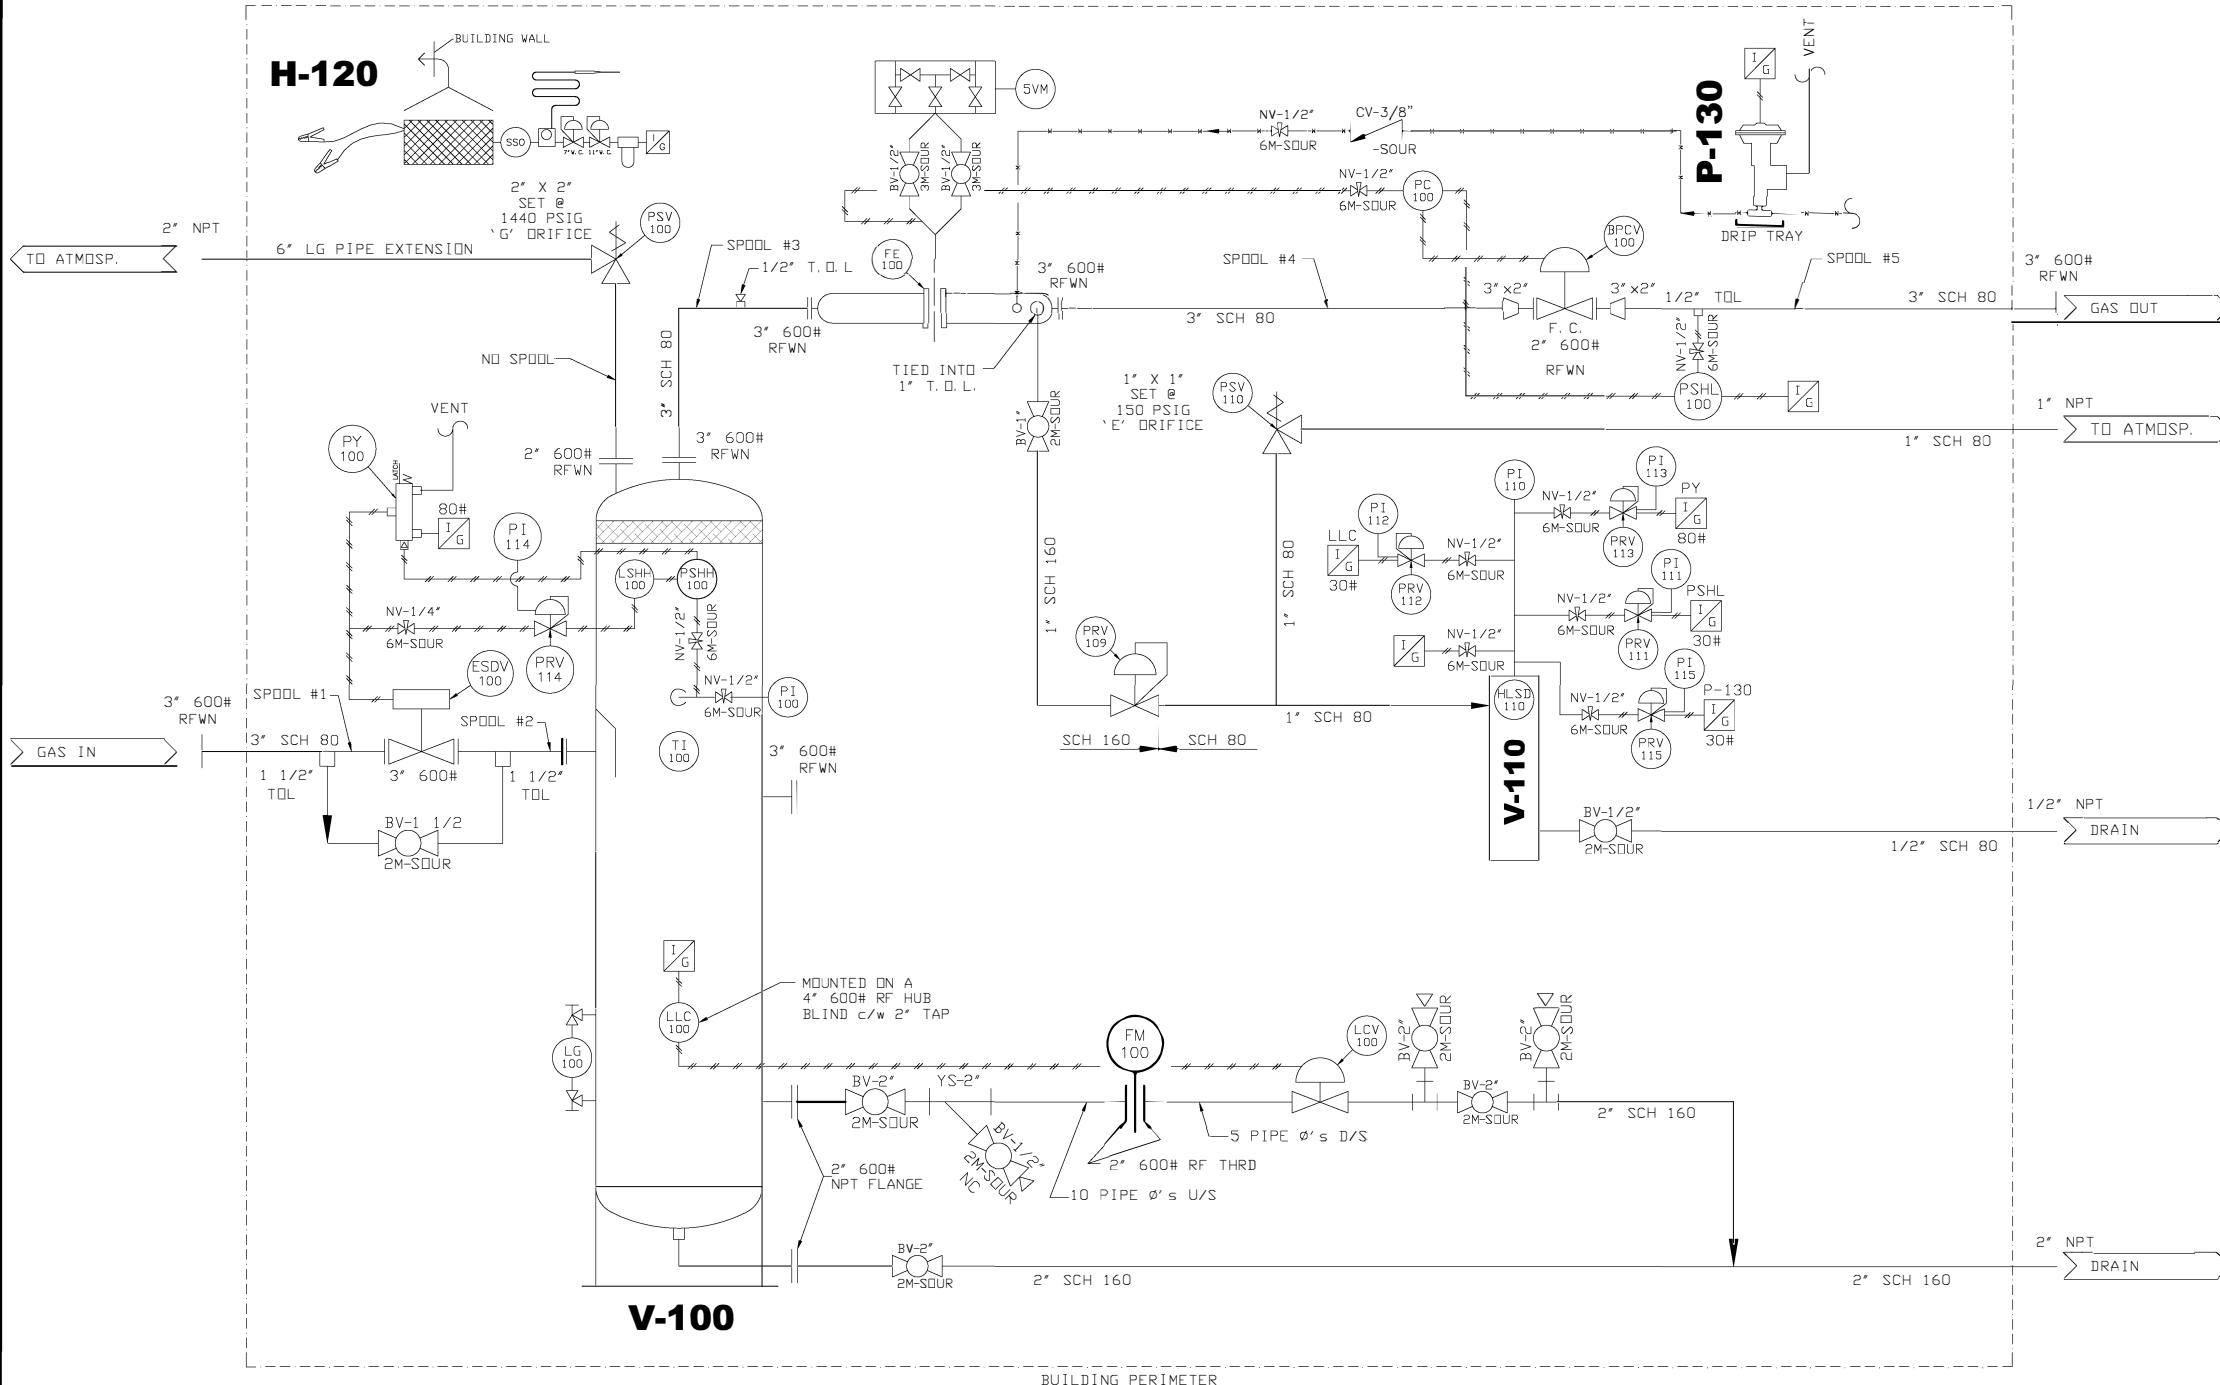 BUILDING WALL
H-120
SSO
7"W.C.
11"W.C.
I
G
5VM
BV-1/2"
3M-SOUR
BV-1/2"
3M-SOUR
NV-1/2"
6M-SOUR
CV-3/8"
-SOUR
NV-1/2"
6M-SOUR
PC
100
P-130
I
G
VENT
DRIP TRAY
2" X 2"
SET @
1440 PSIG
'G' ORIFICE
PSV
100
2" NPT
TO ATMOSP.
6" LG PIPE EXTENSION
SPOOL #3
1/2" T.O.L
FE
100
3" 600#
RFWN
SPOOL #4
BPCV
100
SPOOL #5
3" 600#
RFWN
3" SCH 80
GAS OUT
3" 600#
RFWN
3" SCH 80
3"x2"
3"x2"
F.C.
2" 600#
RFWN
1/2" TOL
NV-1/2"
6M-SOUR
PSHL
100
I
G
NO SPOOL
3" SCH 80
TIED INTO
1" T.O.L.
BV-1"
2M-SOUR
1" X 1"
SET @
150 PSIG
'E' ORIFICE
PSV
110
1" NPT
TO ATMOSP.
1" SCH 80
VENT
PY
100
LATCH
80#
I
G
2" 600#
RFWN
3" 600#
RFWN
PI
114
LSHH
100
PSHH
100
NV-1/4"
6M-SOUR
PRV
114
NV-1/2"
6M-SOUR
NV-1/2"
6M-SOUR
PI
100
TI
100
3" 600#
RFWN
ESDV
100
3" 600#
RFWN
SPOOL #1
SPOOL #2
GAS IN
3" SCH 80
1 1/2"
TOL
3" 600#
1 1/2"
TOL
BV-1 1/2
2M-SOUR
1" SCH 160
PRV
109
1" SCH 80
SCH 160
SCH 80
1" SCH 80
PI
110
NV-1/2"
6M-SOUR
PI
113
PRV
113
PY
I
G
80#
LLC
I
G
30#
PI
112
PRV
112
NV-1/2"
6M-SOUR
NV-1/2"
6M-SOUR
PI
111
PRV
111
PSHL
I
G
30#
I
G
NV-1/2"
6M-SOUR
NV-1/2"
6M-SOUR
PI
115
PRV
115
P-130
I
G
30#
HLSD
110
V-110
BV-1/2"
2M-SOUR
1/2" NPT
DRAIN
1/2" SCH 80
I
G
LLC
100
MOUNTED ON A
4" 600# RF HUB
BLIND c/w 2" TAP
LG
100
BV-2"
2M-SOUR
YS-2"
BV-1/2"
2M-SOUR
NC
FM
100
LCV
100
BV-2"
2M-SOUR
BV-2"
2M-SOUR
BV-2"
2M-SOUR
2" SCH 160
5 PIPE Ø's D/S
2" 600# RF THRD
10 PIPE Ø's U/S
2" 600#
NPT FLANGE
BV-2"
2M-SOUR
2" SCH 160
2" SCH 160
2" NPT
DRAIN
V-100
BUILDING PERIMETER